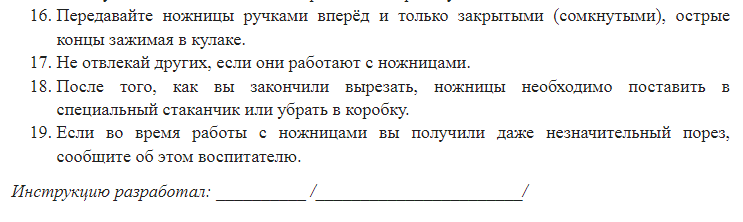 16. Передавайте ножницы ручками вперёд и только закрытыми (сомкнутыми), острые
концы зажимая в кулаке.
17. Не отвлекай других, если они работают с ножницами.
18. После того, как вы закончили вырезать, ножницы необходимо поставить в
специальный стаканчик или убрать в коробку.
19. Если во время работы с ножницами вы получили даже незначительный порез,
сообщите об этом воспитателю.
Инструкцию разработал: __________ /_______________________/